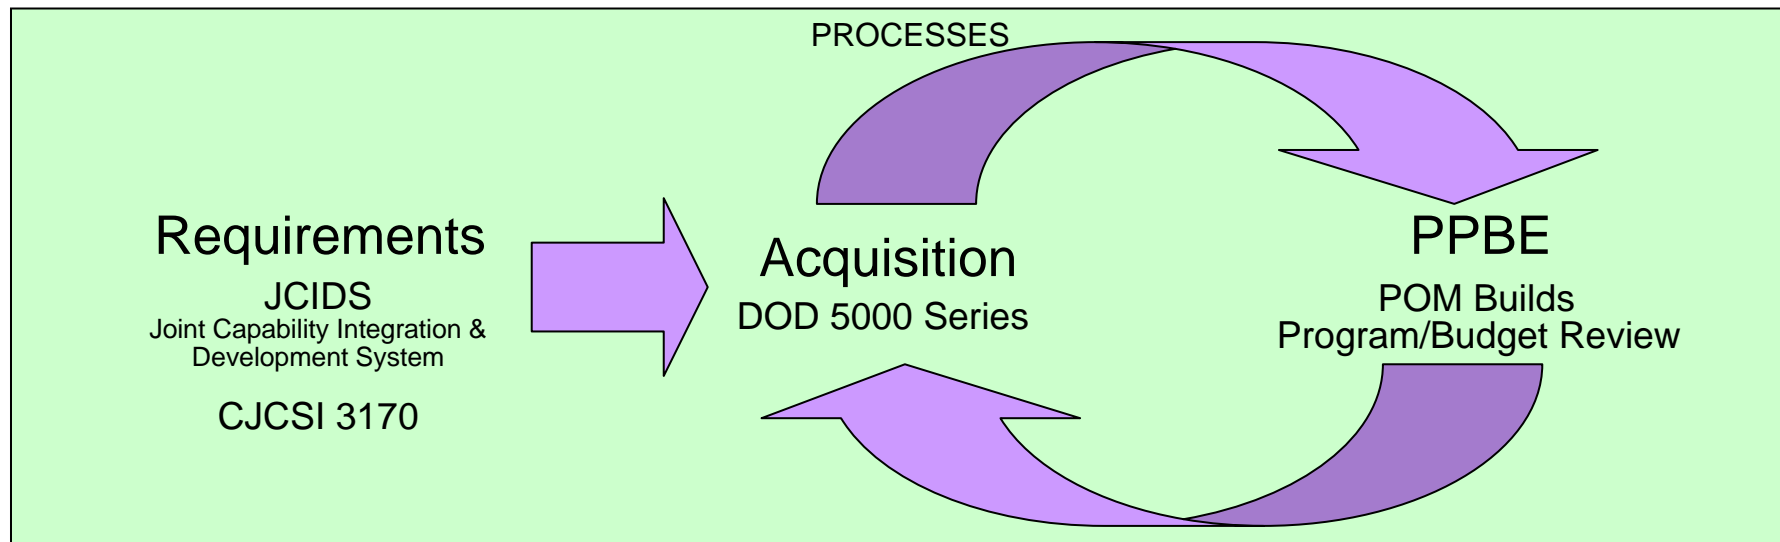 PROCESSES
Requirements
JCIDS
Joint Capability Integration &
Development System
CJCSI 3170
Acquisition
DOD 5000 Series
PPBE
POM Builds
Program/Budget Review